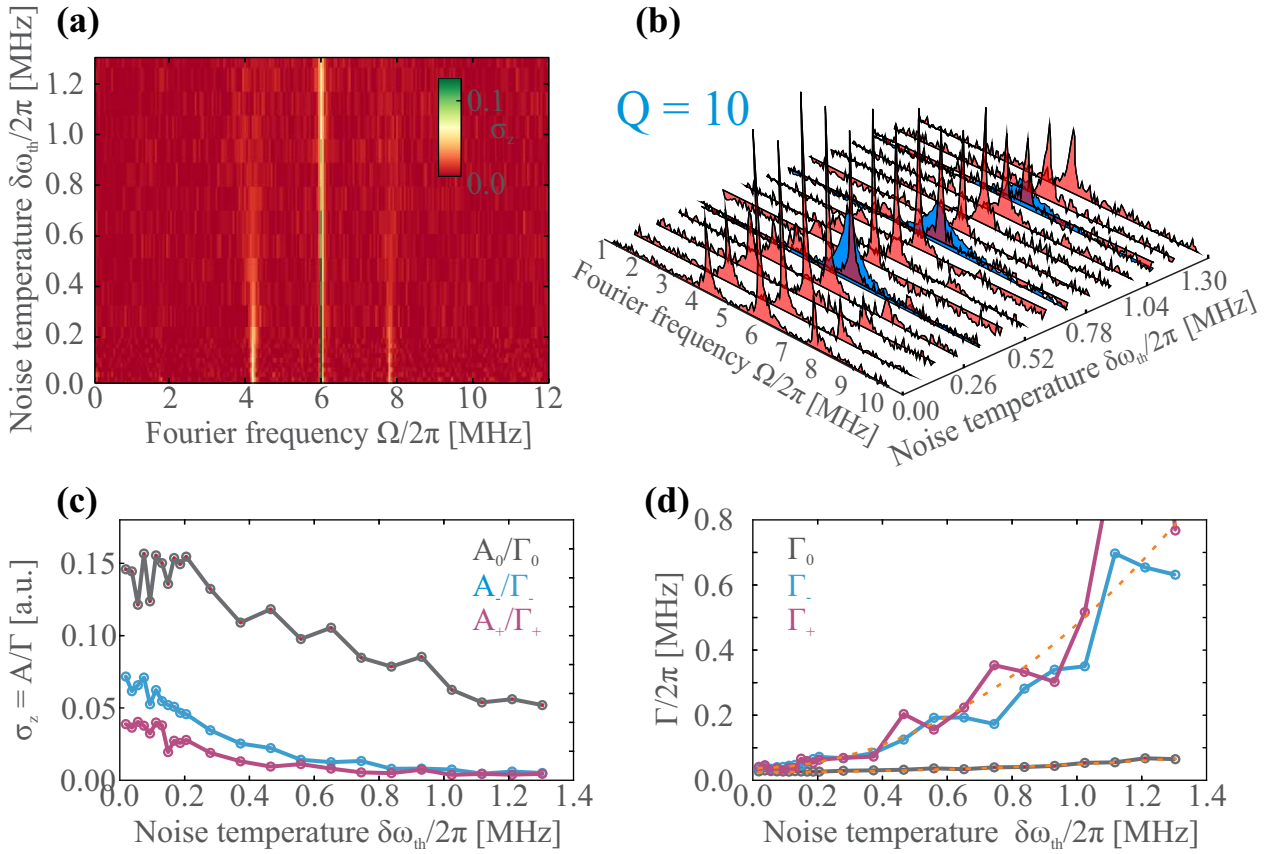 (a)
Noise temperature δω_th/2π [MHz]
1.2
1.0
0.8
0.6
0.4
0.2
0.0
0.1
σ_z
0.0
0 2 4 6 8 10 12
Fourier frequency Ω/2π [MHz]
(b)
Q = 10
1 2 3 4 5 6 7 8 9 10
Fourier frequency Ω/2π [MHz]
0.00 0.26 0.52 0.78 1.04 1.30
Noise temperature δω_th/2π [MHz]
(c)
σ_z = A/Γ [a.u.]
0.15
0.10
0.05
0.00
A_0/Γ_0
A_-/Γ_-
A_+/Γ_+
0.0 0.2 0.4 0.6 0.8 1.0 1.2 1.4
Noise temperature δω_th/2π [MHz]
(d)
Γ/2π [MHz]
0.8
0.6
0.4
0.2
0.0
Γ_0
Γ_-
Γ_+
0.0 0.2 0.4 0.6 0.8 1.0 1.2 1.4
Noise temperature δω_th/2π [MHz]